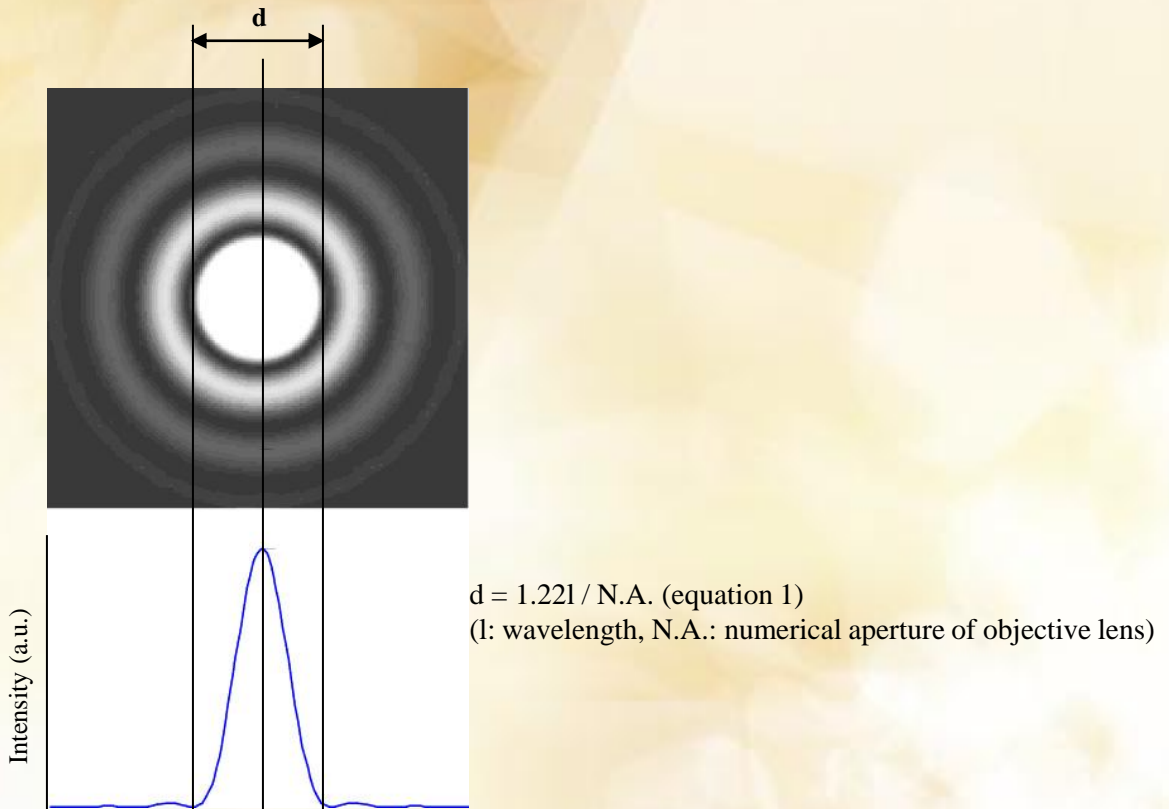 d
d = 1.22l / N.A. (equation 1)
(l: wavelength, N.A.: numerical aperture of objective lens)
Intensity (a.u.)